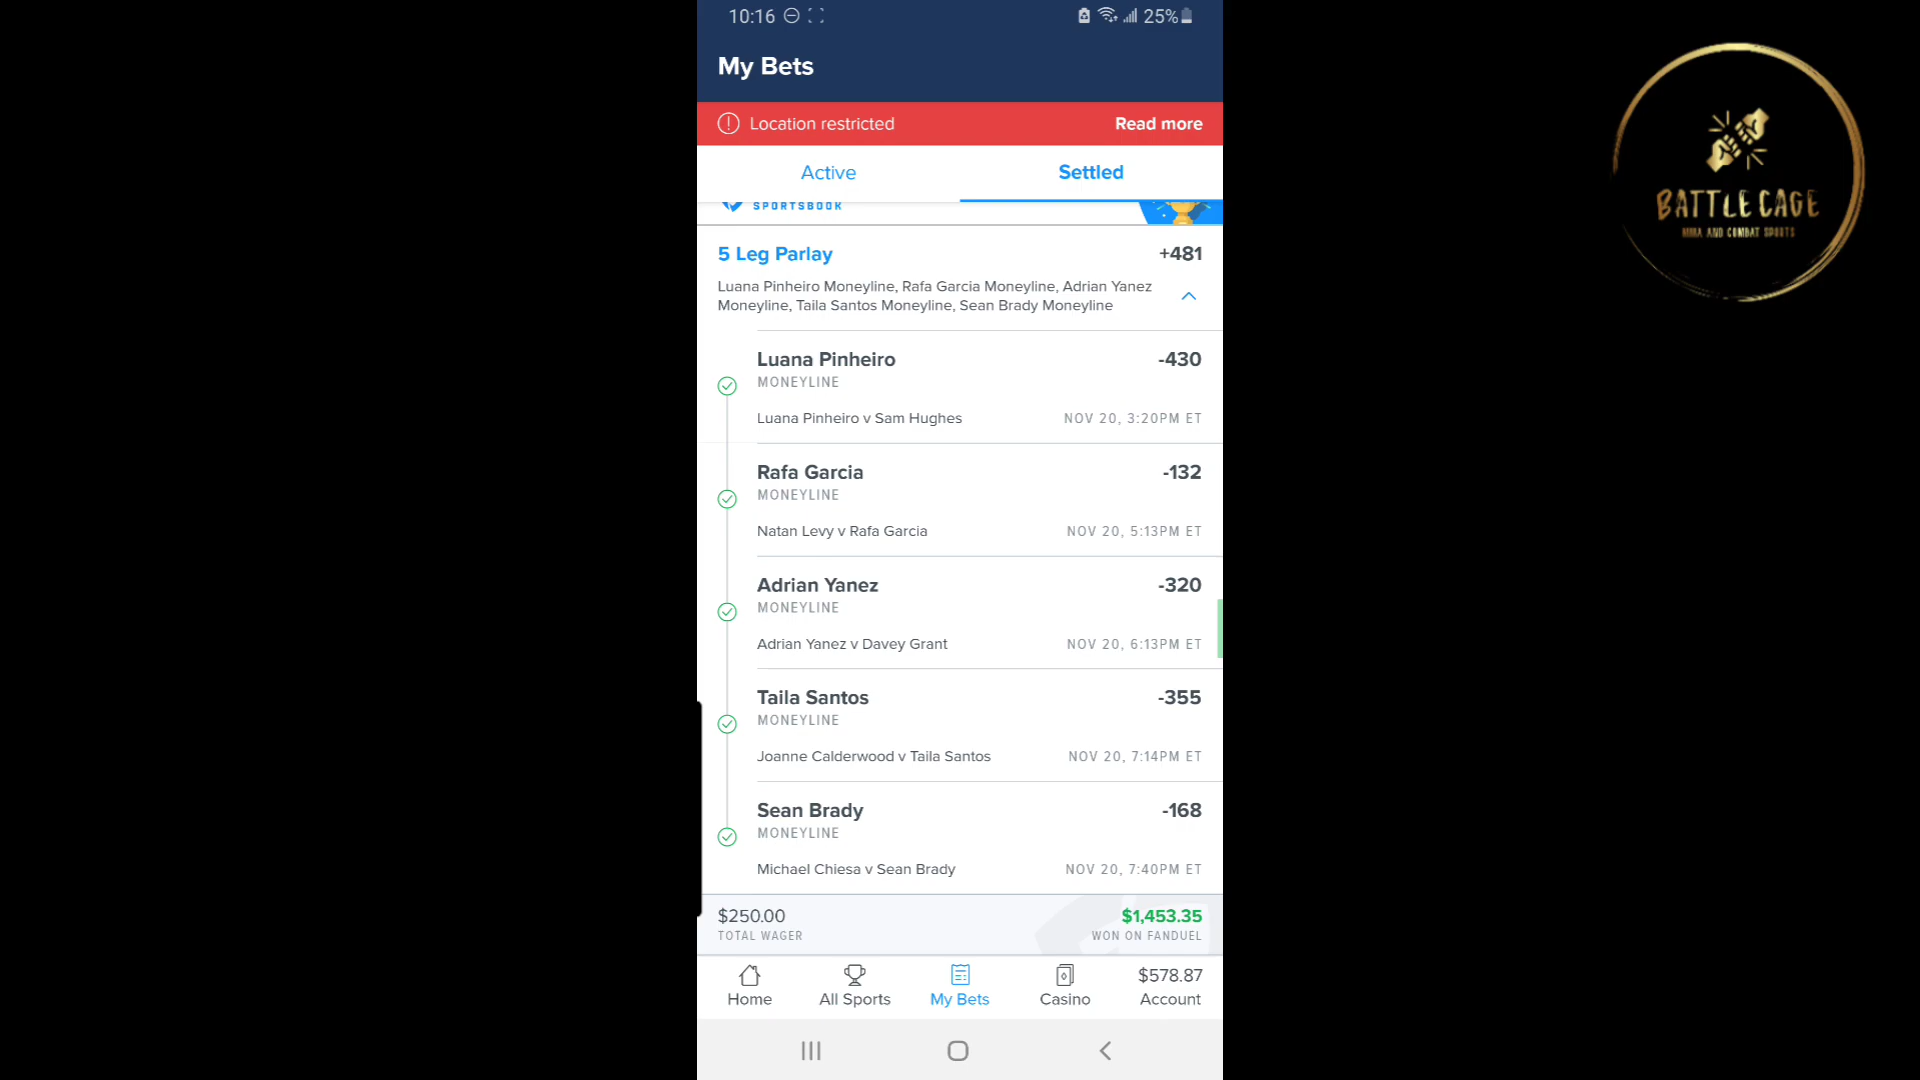 10:16
25%
My Bets
Location restricted
Read more
Active
Settled
SPORTSBOOK
5 Leg Parlay
+481
Luana Pinheiro Moneyline, Rafa Garcia Moneyline, Adrian Yanez
Moneyline, Taila Santos Moneyline, Sean Brady Moneyline
Luana Pinheiro
-430
MONEYLINE
Luana Pinheiro v Sam Hughes
NOV 20, 3:20PM ET
Rafa Garcia
-132
MONEYLINE
Natan Levy v Rafa Garcia
NOV 20, 5:13PM ET
Adrian Yanez
-320
MONEYLINE
Adrian Yanez v Davey Grant
NOV 20, 6:13PM ET
Taila Santos
-355
MONEYLINE
Joanne Calderwood v Taila Santos
NOV 20, 7:14PM ET
Sean Brady
-168
MONEYLINE
Michael Chiesa v Sean Brady
NOV 20, 7:40PM ET
$250.00
$1,453.35
TOTAL WAGER
WON ON FANDUEL
Home
All Sports
My Bets
Casino
$578.87
Account
BATTLE CAGE
MMA AND COMBAT SPORTS